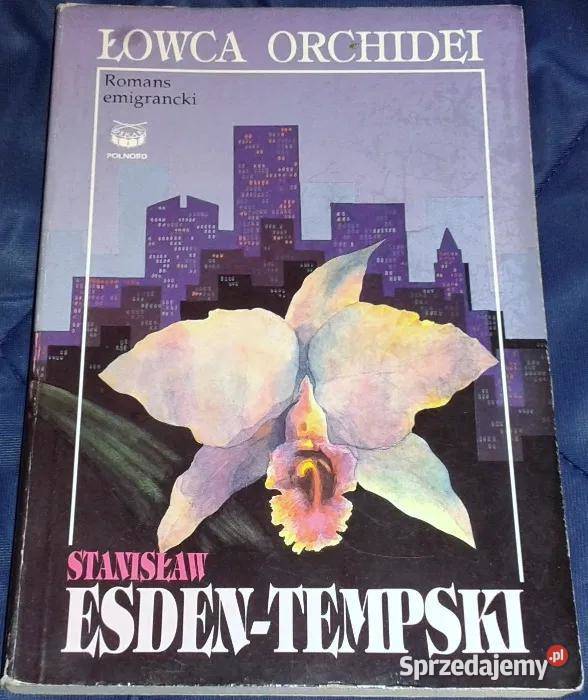 ŁOWCA ORCHIDEI
Romans
emigrancki
POLNORD
STANISŁAW
ESDEN-TEMPSKI
Sprzedajemy.pl